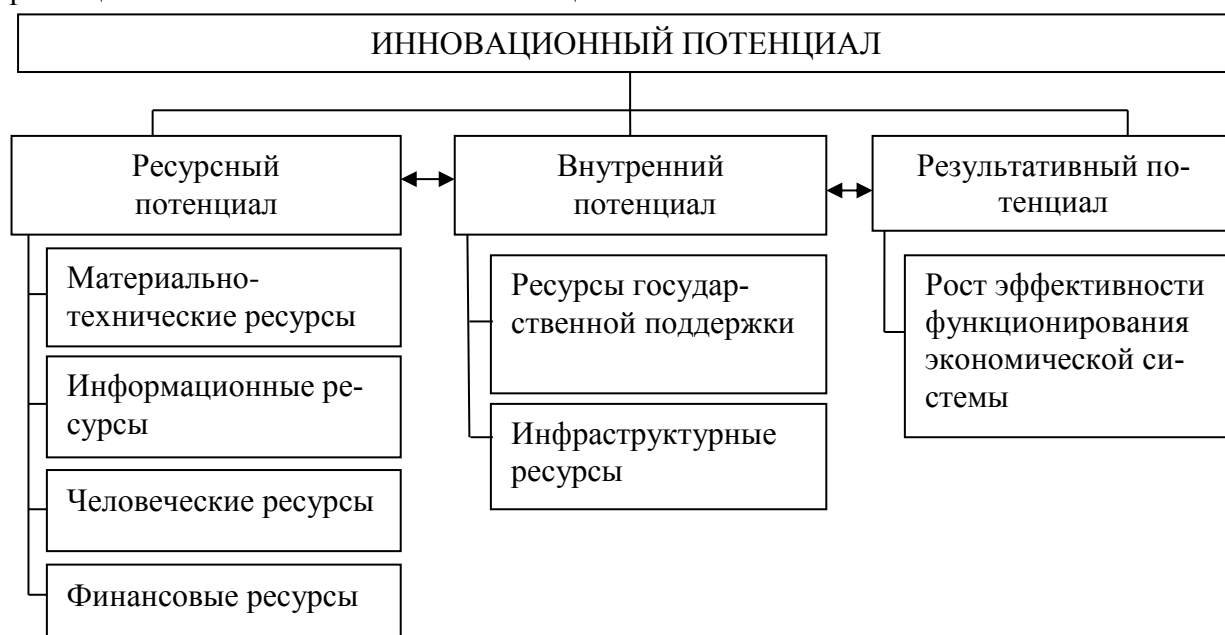 ИННОВАЦИОННЫЙ ПОТЕНЦИАЛ
Ресурсный
потенциал
Внутренний
потенциал
Результативный по-
тенциал
Материально-
технические ресурсы
Информационные ре-
сурсы
Человеческие ресурсы
Финансовые ресурсы
Ресурсы государ-
ственной поддержки
Инфраструктурные
ресурсы
Рост эффективности
функционирования
экономической си-
стемы